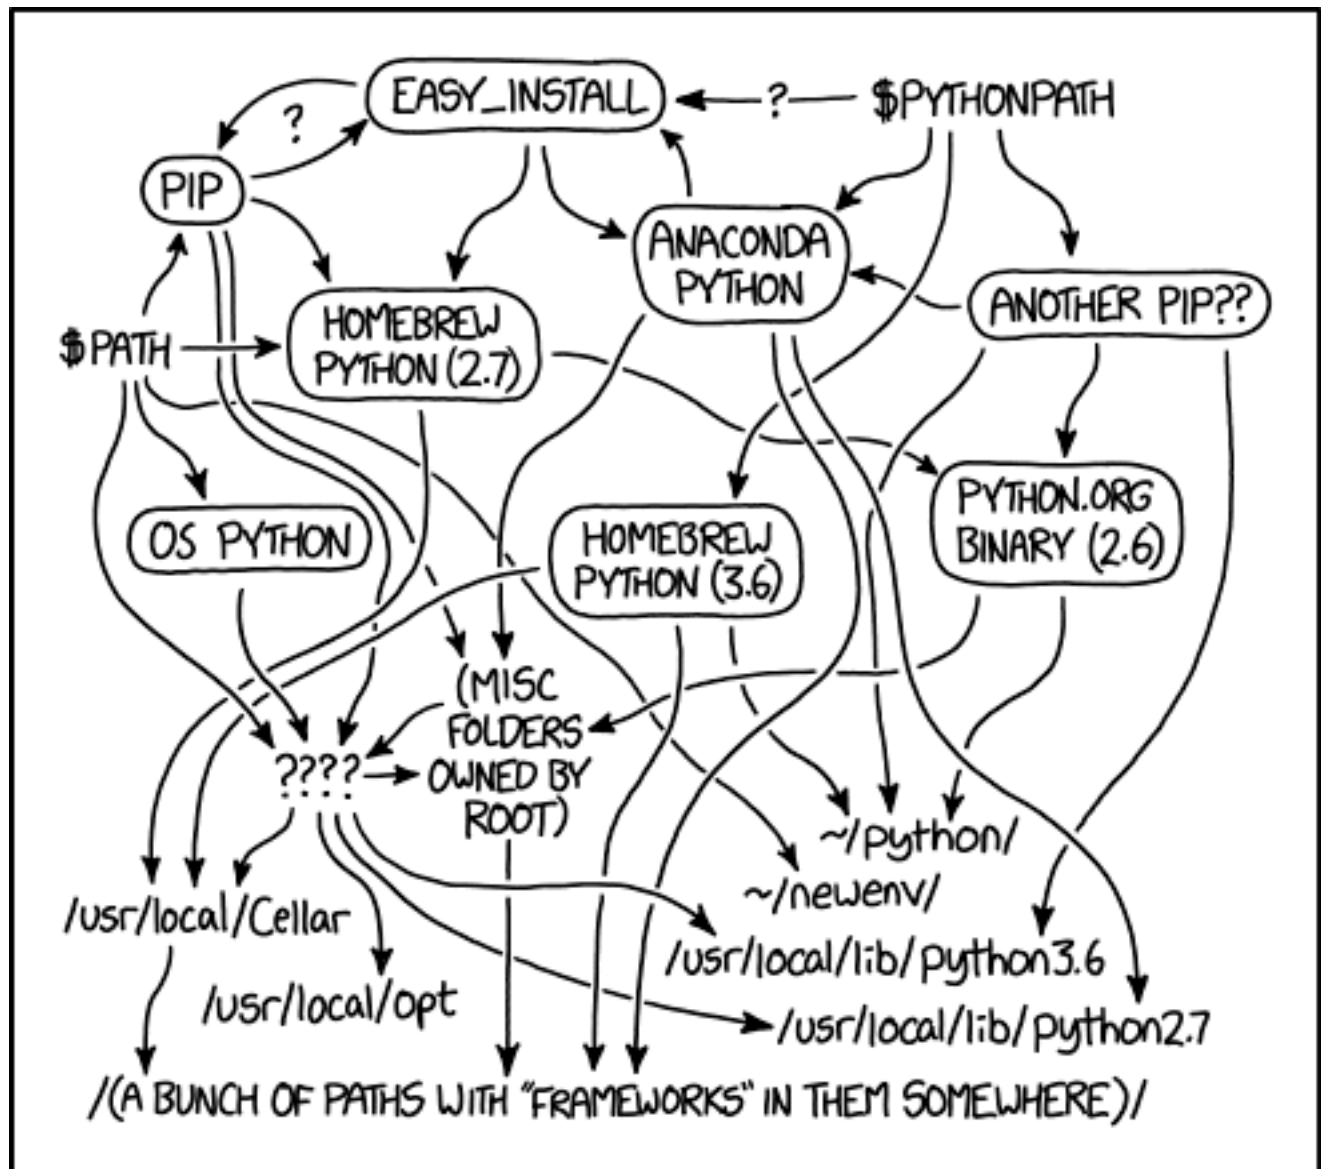 EASY_INSTALL
?
$PYTHONPATH
?
PIP
ANACONDA
PYTHON
ANOTHER PIP??
HOMEBREW
PYTHON (2.7)
$PATH
OS PYTHON
HOMEBREW
PYTHON (3.6)
PYTHON.ORG
BINARY (2.6)
(MISC
FOLDERS
OWNED BY
ROOT)
????
~/python/
~/newenv/
/usr/local/Cellar
/usr/local/lib/python3.6
/usr/local/opt
/usr/local/lib/python2.7
/(A BUNCH OF PATHS WITH "FRAMEWORKS" IN THEM SOMEWHERE)/